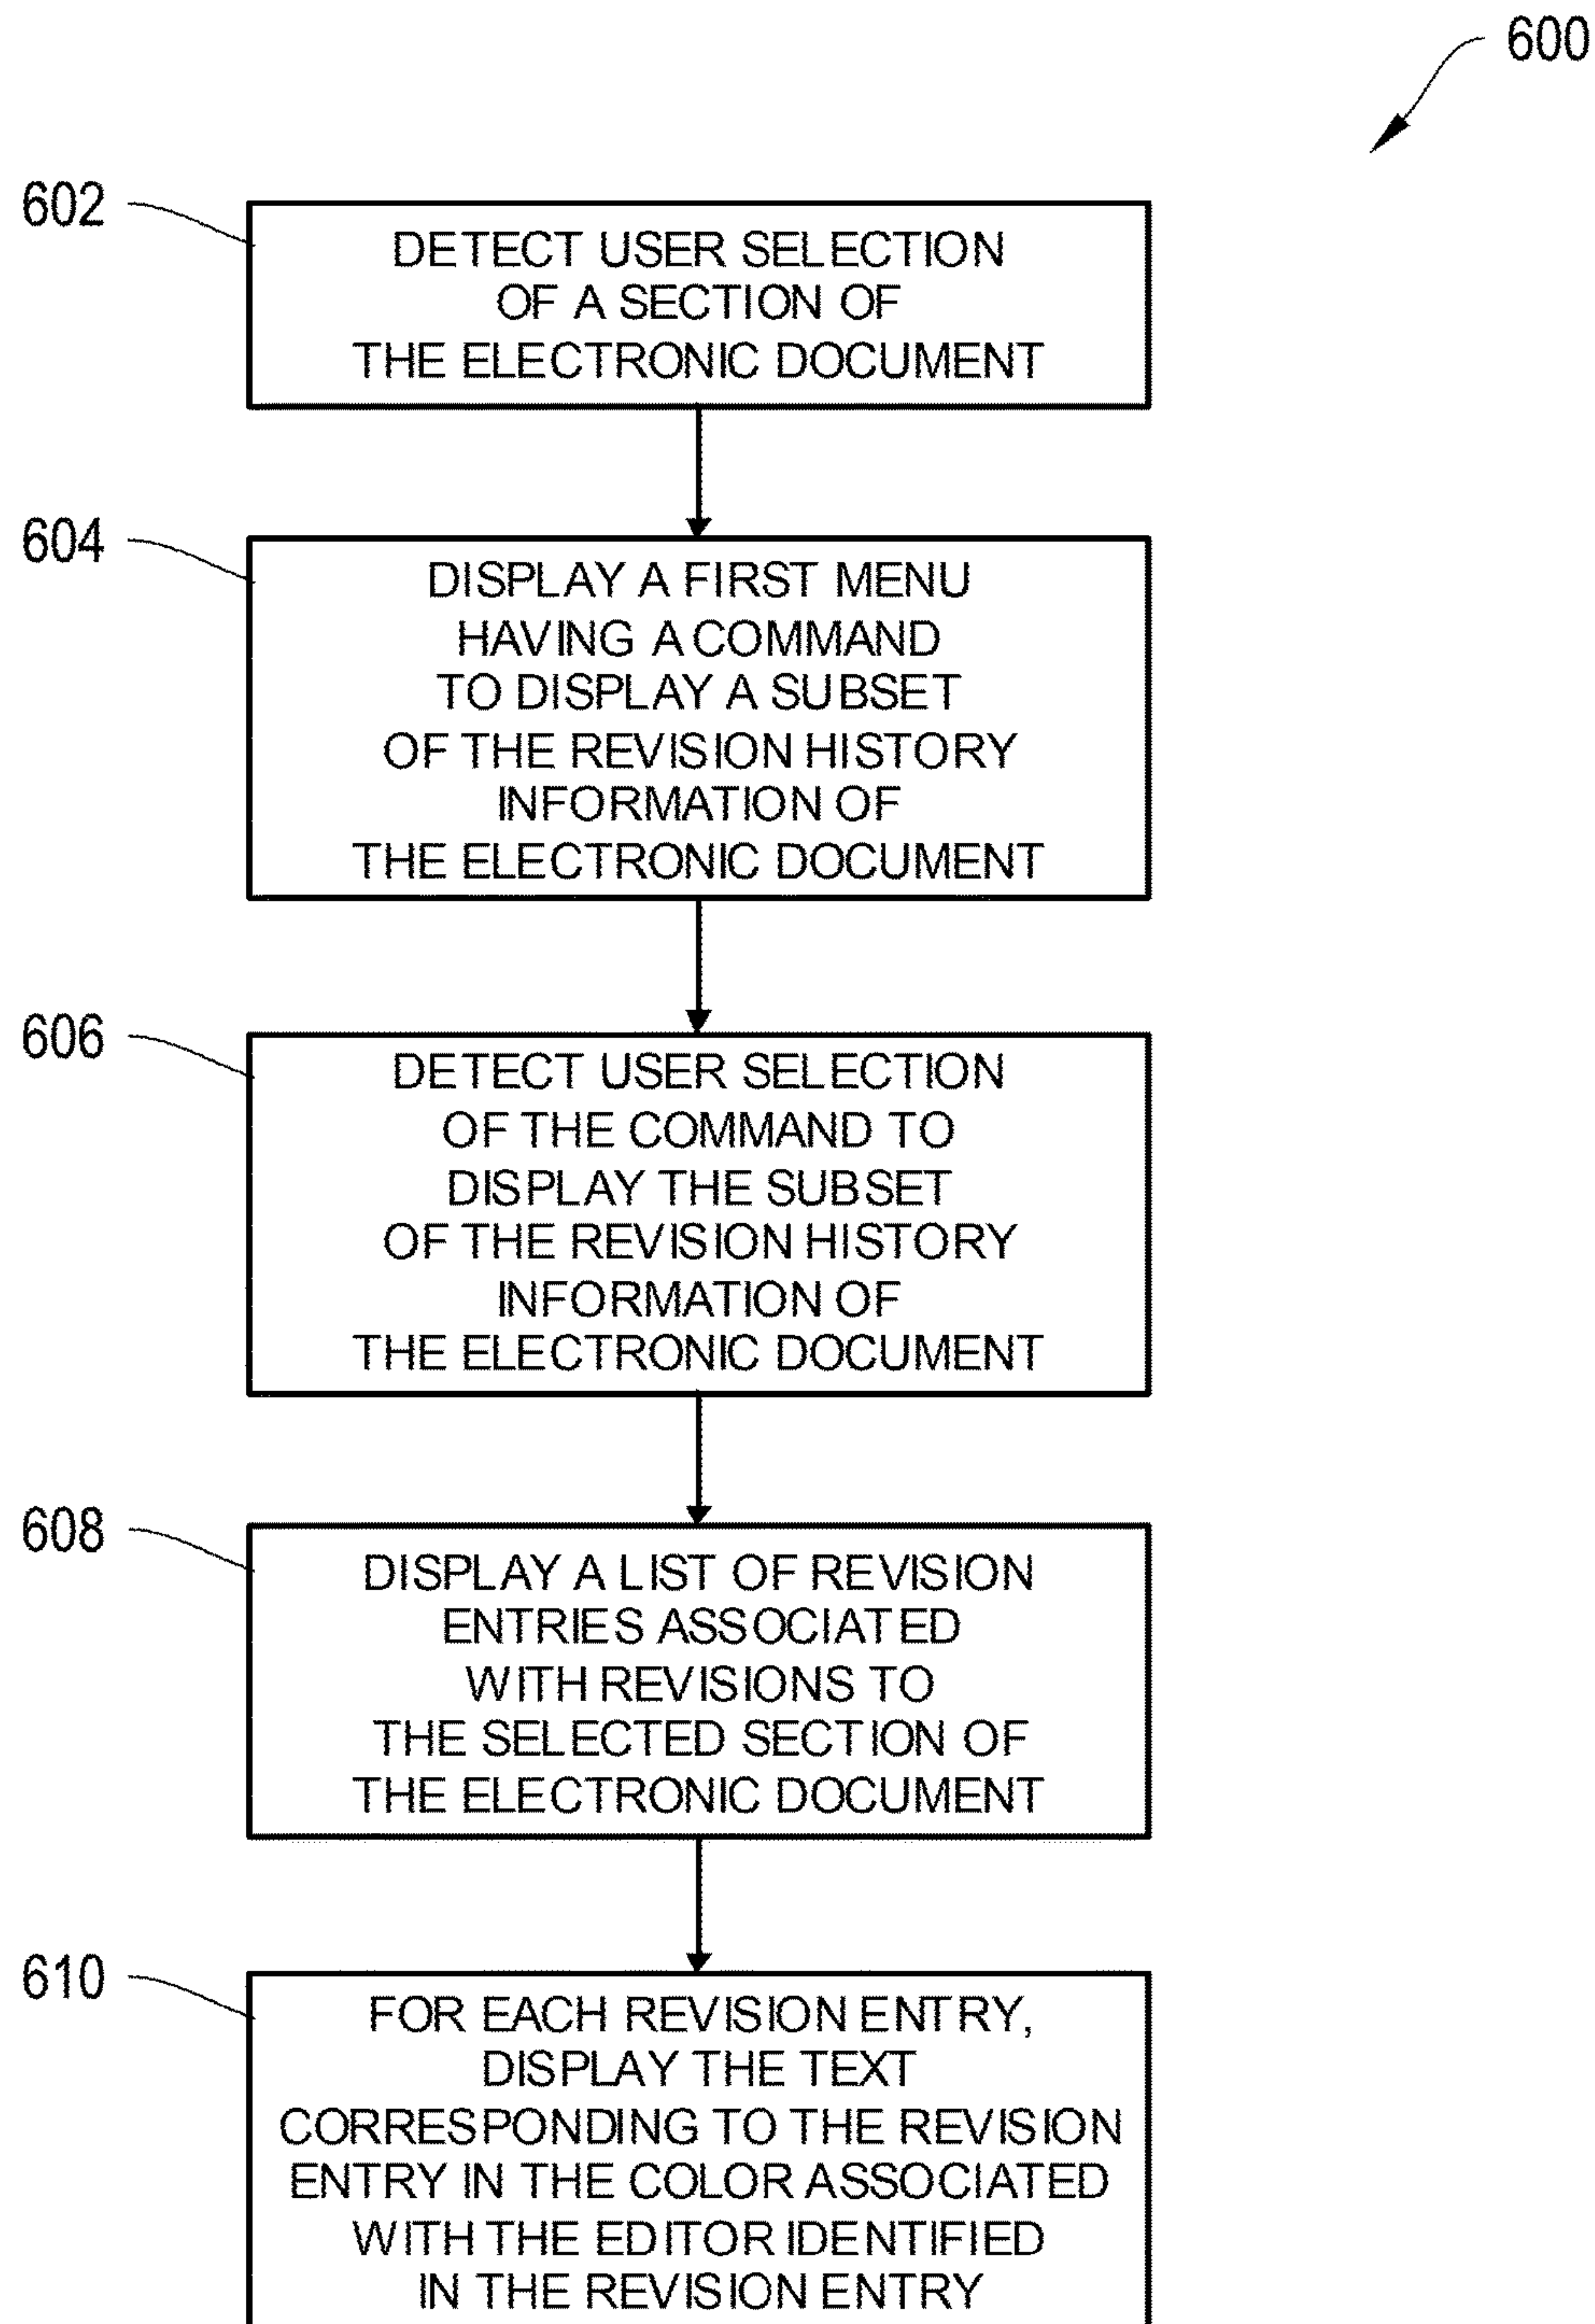 600
602
DETECT USER SELECTION
OF A SECTION OF
THE ELECTRONIC DOCUMENT
604
DISPLAY A FIRST MENU
HAVING A COMMAND
TO DISPLAY A SUBSET
OF THE REVISION HISTORY
INFORMATION OF
THE ELECTRONIC DOCUMENT
606
DETECT USER SELECTION
OF THE COMMAND TO
DISPLAY THE SUBSET
OF THE REVISION HISTORY
INFORMATION OF
THE ELECTRONIC DOCUMENT
608
DISPLAY A LIST OF REVISION
ENTRIES ASSOCIATED
WITH REVISIONS TO
THE SELECTED SECTION OF
THE ELECTRONIC DOCUMENT
610
FOR EACH REVISION ENTRY,
DISPLAY THE TEXT
CORRESPONDING TO THE REVISION
ENTRY IN THE COLOR ASSOCIATED
WITH THE EDITOR IDENTIFIED
IN THE REVISION ENTRY